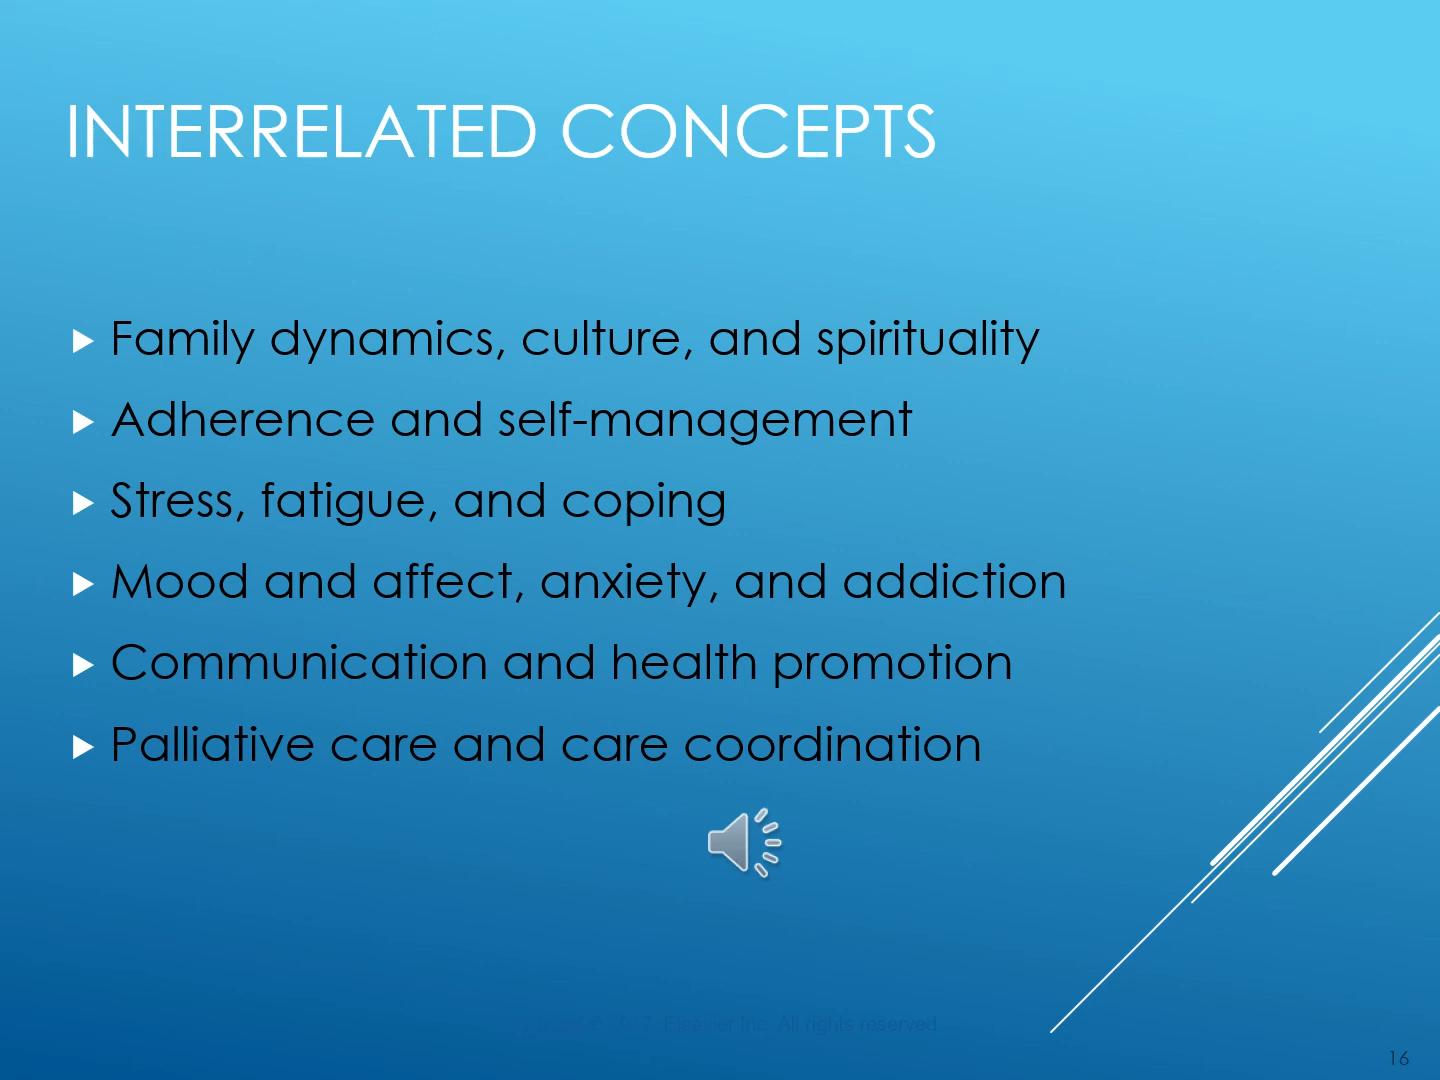 INTERRELATED CONCEPTS
Family dynamics, culture, and spirituality
Adherence and self-management
Stress, fatigue, and coping
Mood and affect, anxiety, and addiction
Communication and health promotion
Palliative care and care coordination
© 2017, Elsevier Inc. All rights reserved.
16